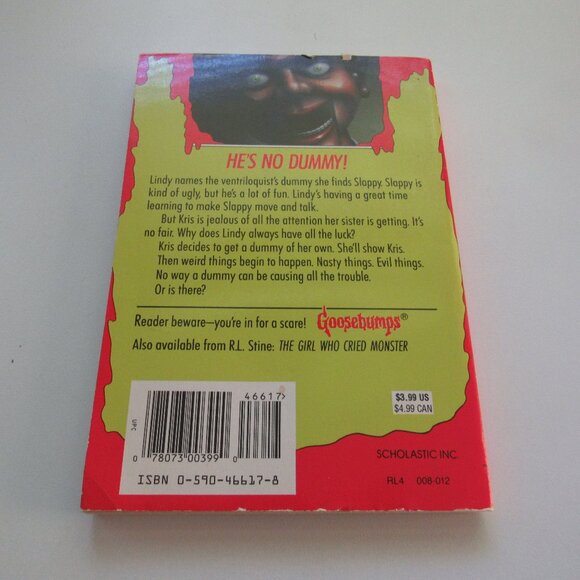 HE'S NO DUMMY!
Lindy names the ventriloquist's dummy she finds Slappy. Slappy is
kind of ugly, but he's a lot of fun. Lindy's having a great time
learning to make Slappy move and talk.
But Kris is jealous of all the attention her sister is getting. It's
no fair. Why does Lindy always have all the luck?
Kris decides to get a dummy of her own. She'll show Kris.
Then weird things begin to happen. Nasty things. Evil things.
No way a dummy can be causing all the trouble.
Or is there?
Reader beware—you're in for a scare! Goosebumps®
Also available from R.L. Stine: THE GIRL WHO CRIED MONSTER
46617>
UPC
0 78073 00399 0
ISBN 0-590-46617-8
$3.99 US
$4.99 CAN
SCHOLASTIC INC.
RL4 008-012